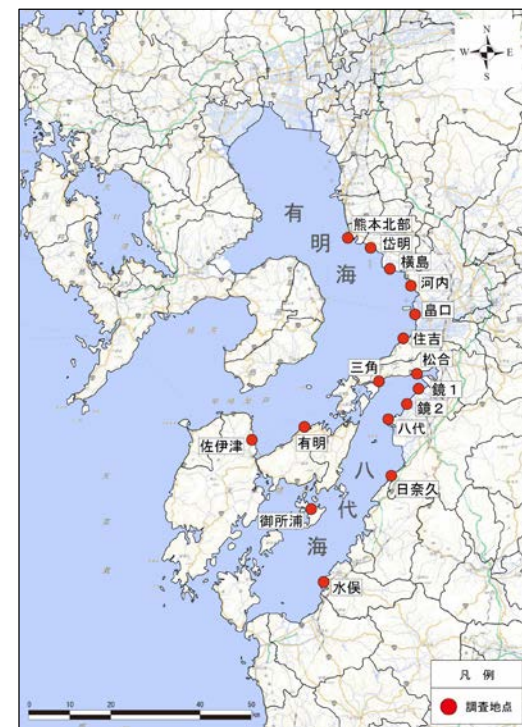 N
W E
S
有明海
熊本北部
岱明
横島
河内
畠口
住吉
松合
三角
鏡1
鏡2
八代
有明
佐伊津
日奈久
八代海
御所浦
水俣
凡 例
調査地点
0 10 20 30 40 50